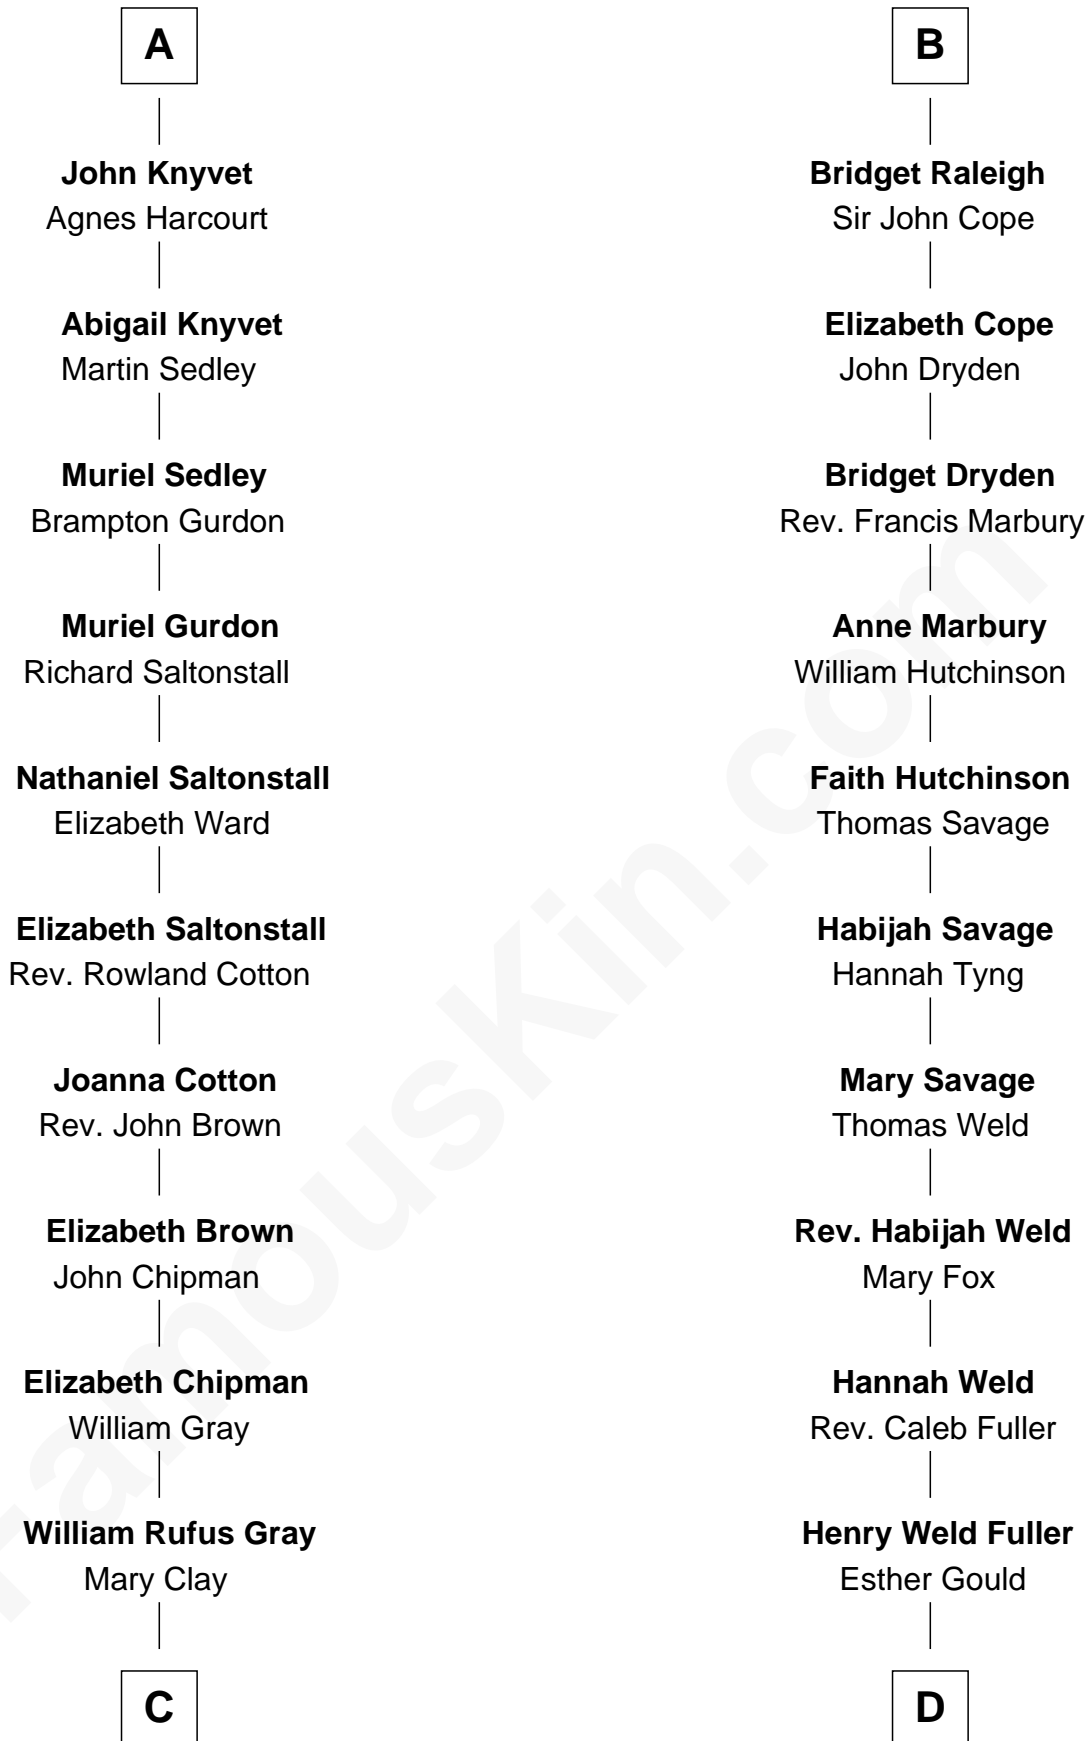 A
John Knyvet
Agnes Harcourt
Abigail Knyvet
Martin Sedley
Muriel Sedley
Brampton Gurdon
Muriel Gurdon
Richard Saltonstall
Nathaniel Saltonstall
Elizabeth Ward
Elizabeth Saltonstall
Rev. Rowland Cotton
Joanna Cotton
Rev. John Brown
Elizabeth Brown
John Chipman
Elizabeth Chipman
William Gray
William Rufus Gray
Mary Clay
C
B
Bridget Raleigh
Sir John Cope
Elizabeth Cope
John Dryden
Bridget Dryden
Rev. Francis Marbury
Anne Marbury
William Hutchinson
Faith Hutchinson
Thomas Savage
Habijah Savage
Hannah Tyng
Mary Savage
Thomas Weld
Rev. Habijah Weld
Mary Fox
Hannah Weld
Rev. Caleb Fuller
Henry Weld Fuller
Esther Gould
D
FamousKin.com